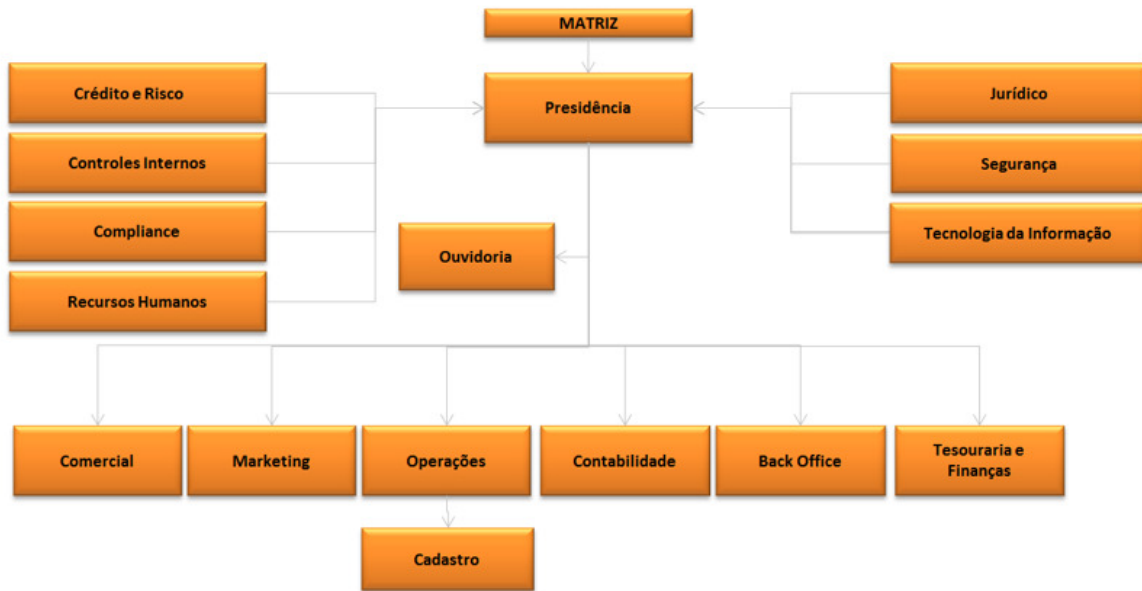 MATRIZ
Presidência
Crédito e Risco
Controles Internos
Compliance
Recursos Humanos
Jurídico
Segurança
Tecnologia da Informação
Ouvidoria
Comercial
Marketing
Operações
Contabilidade
Back Office
Tesouraria e
Finanças
Cadastro